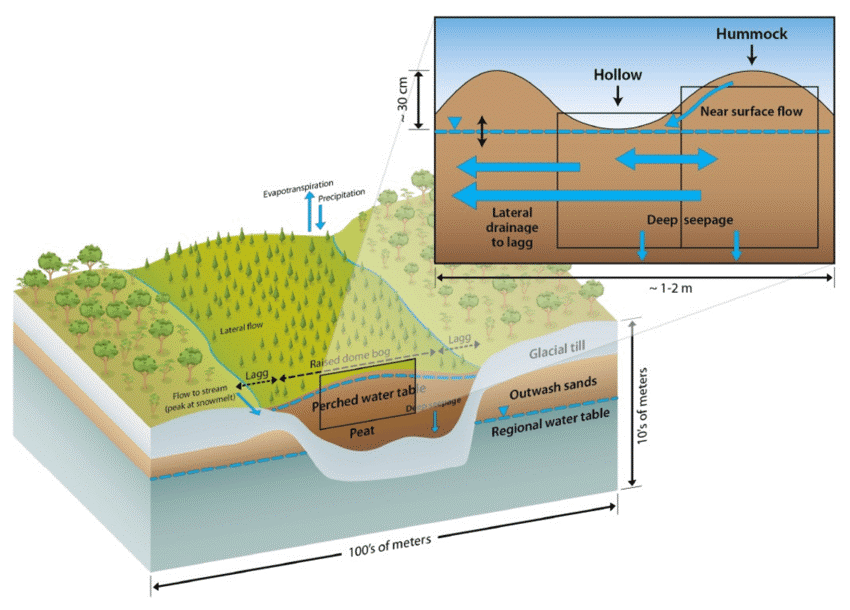 Hummock
Hollow
~ 30 cm
Near surface flow
Lateral
drainage
to lagg
Deep seepage
~ 1-2 m
Evapotranspiration
Precipitation
Lateral flow
Lagg
Raised dome bog
Lagg
Glacial till
Flow to stream
(peak at snowmelt)
Perched water table
Deep seepage
Outwash sands
Peat
Regional water table
10's of meters
100's of meters